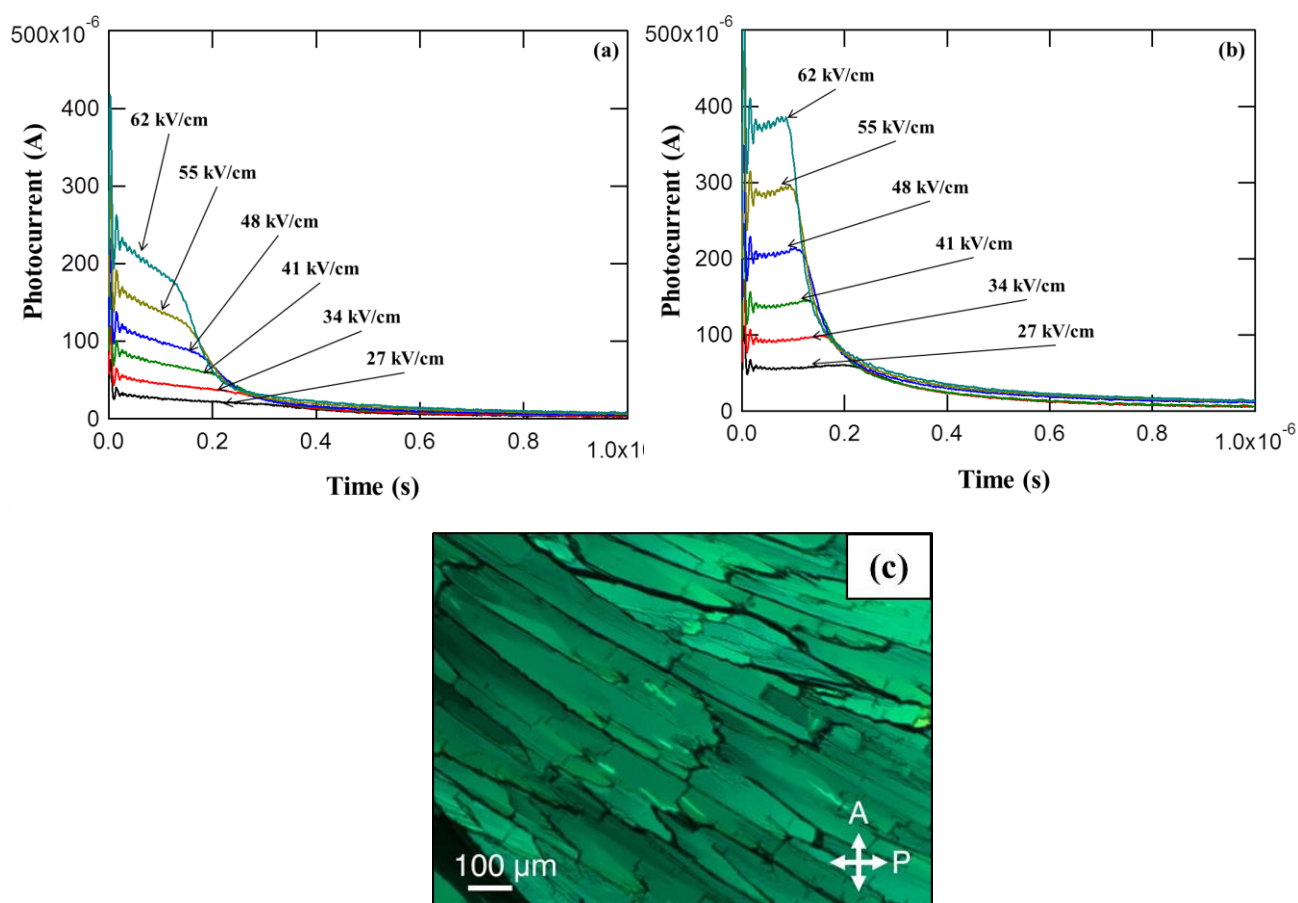 500x10⁻⁶
(a)
400
300
200
100
0
Photocurrent (A)
62 kV/cm
55 kV/cm
48 kV/cm
41 kV/cm
34 kV/cm
27 kV/cm
0.0
0.2
0.4
0.6
0.8
1.0x10
Time (s)
500x10⁻⁶
(b)
400
300
200
100
0
Photocurrent (A)
62 kV/cm
55 kV/cm
48 kV/cm
41 kV/cm
34 kV/cm
27 kV/cm
0.0
0.2
0.4
0.6
0.8
1.0x10⁻⁶
Time (s)
(c)
A
P
100 µm